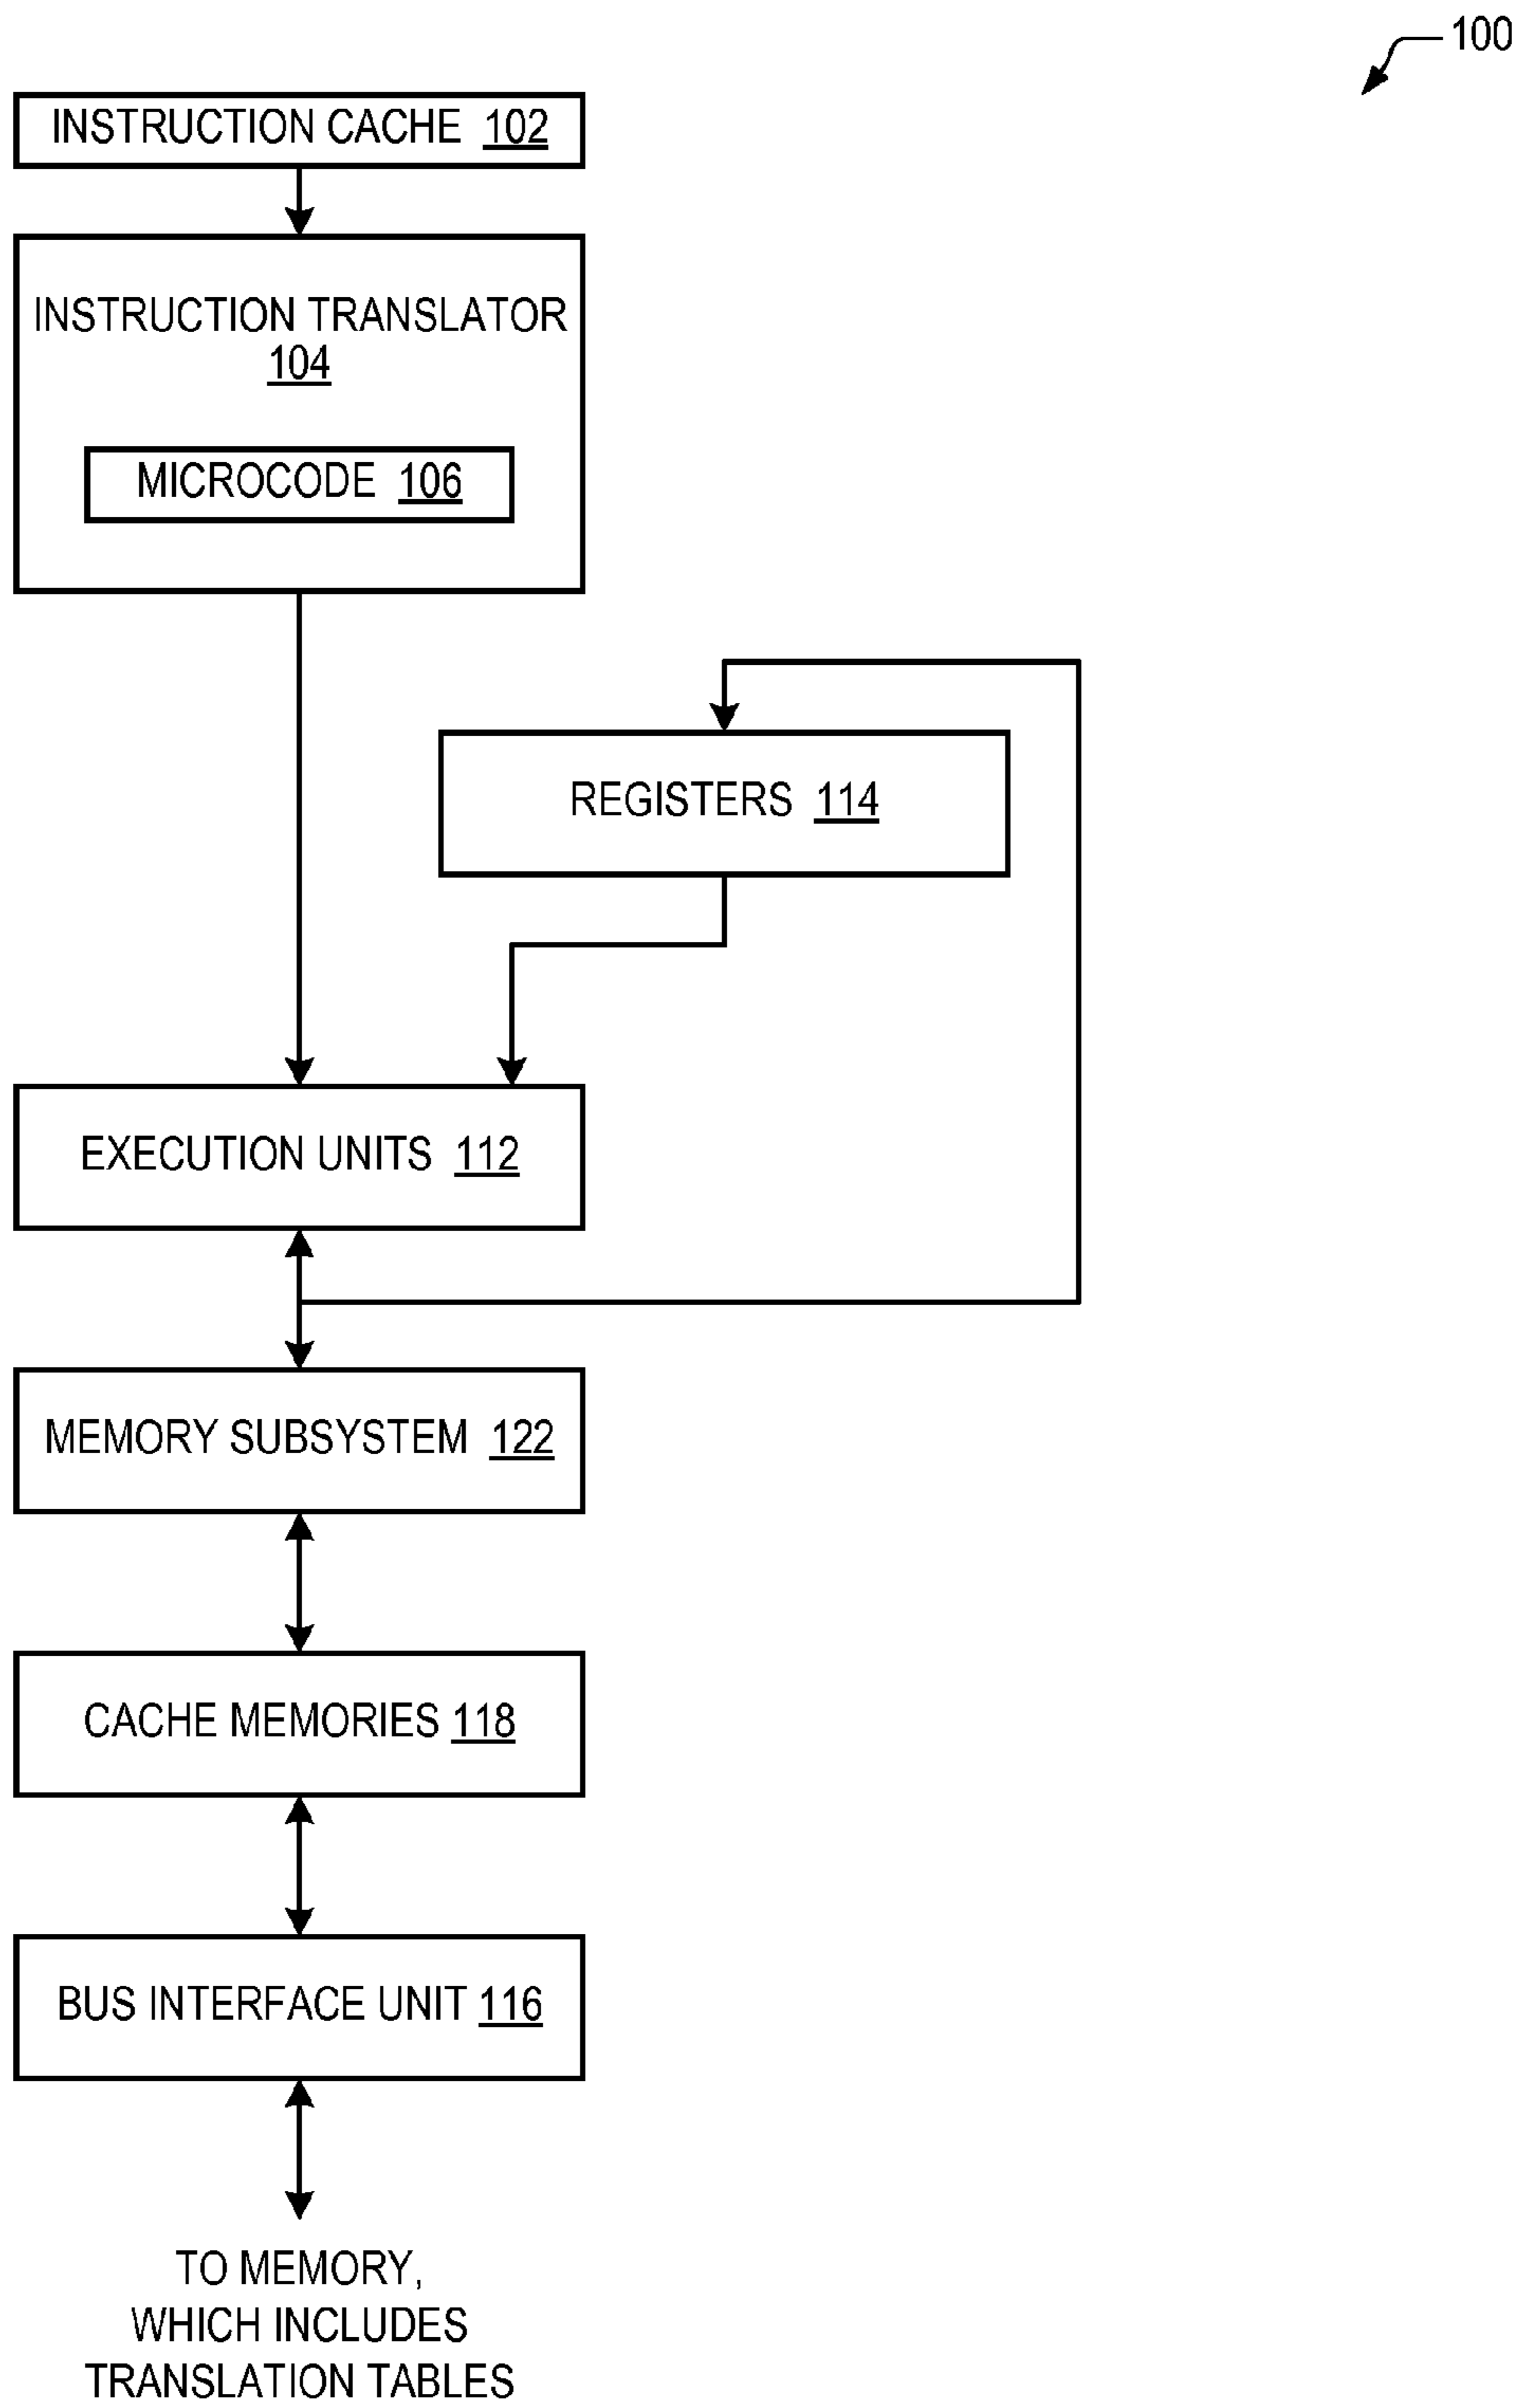 100
INSTRUCTION CACHE 102
INSTRUCTION TRANSLATOR
104
MICROCODE 106
REGISTERS 114
EXECUTION UNITS 112
MEMORY SUBSYSTEM 122
CACHE MEMORIES 118
BUS INTERFACE UNIT 116
TO MEMORY,
WHICH INCLUDES
TRANSLATION TABLES